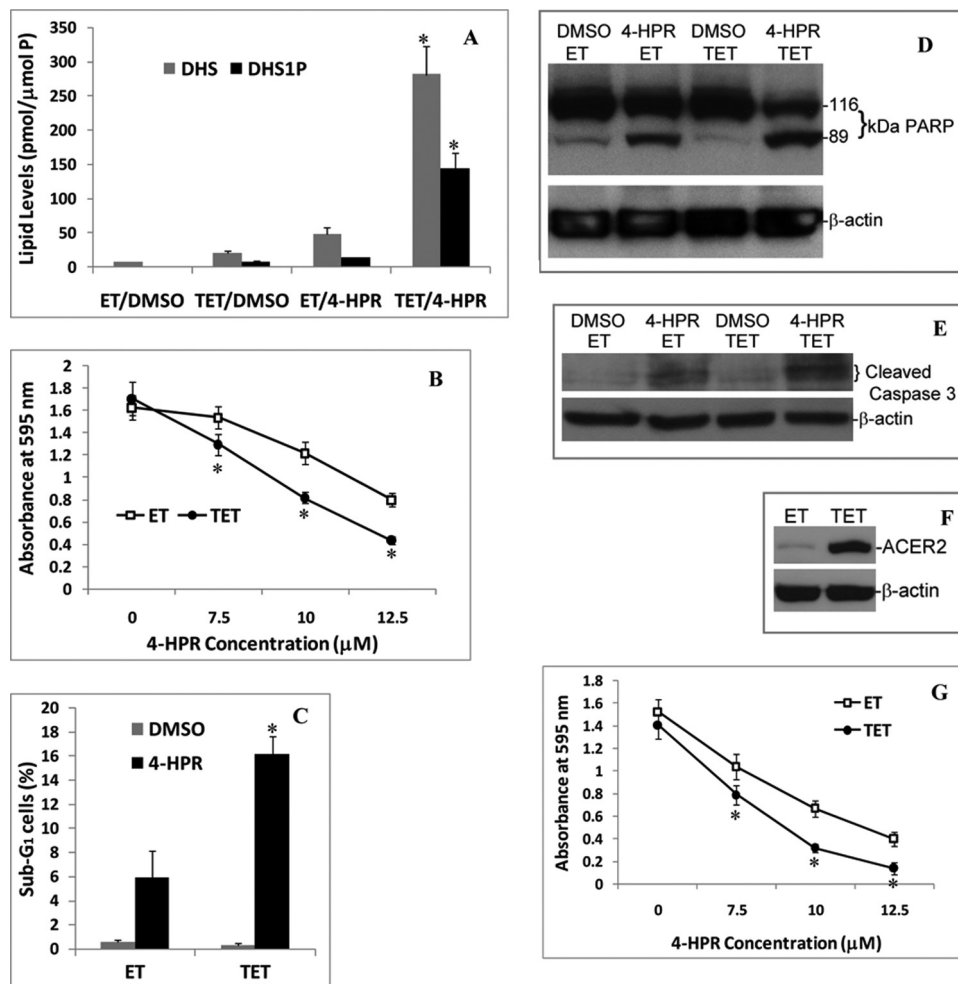 A
Lipid Levels (pmol/μmol P)
350
300
250
200
150
100
50
0
DHS DHS1P
*
*
ET/DMSO TET/DMSO ET/4-HPR TET/4-HPR
B
Absorbance at 595 nm
1.8
1.6
1.4
1.2
1
0.8
0.6
0.4
0.2
0
ET TET
*
*
*
0 7.5 10 12.5
4-HPR Concentration (μM)
C
Sub-G1 cells (%)
20
18
16
14
12
10
8
6
4
2
0
DMSO
4-HPR
*
ET TET
D
DMSO 4-HPR DMSO 4-HPR
ET ET TET TET
-116
}kDa PARP
-89
-β-actin
E
DMSO 4-HPR DMSO 4-HPR
ET ET TET TET
} Cleaved
Caspase 3
-β-actin
F
ET TET
-ACER2
-β-actin
G
Absorbance at 595 nm
1.8
1.6
1.4
1.2
1
0.8
0.6
0.4
0.2
0
ET
TET
*
*
*
0 7.5 10 12.5
4-HPR Concentration (μM)